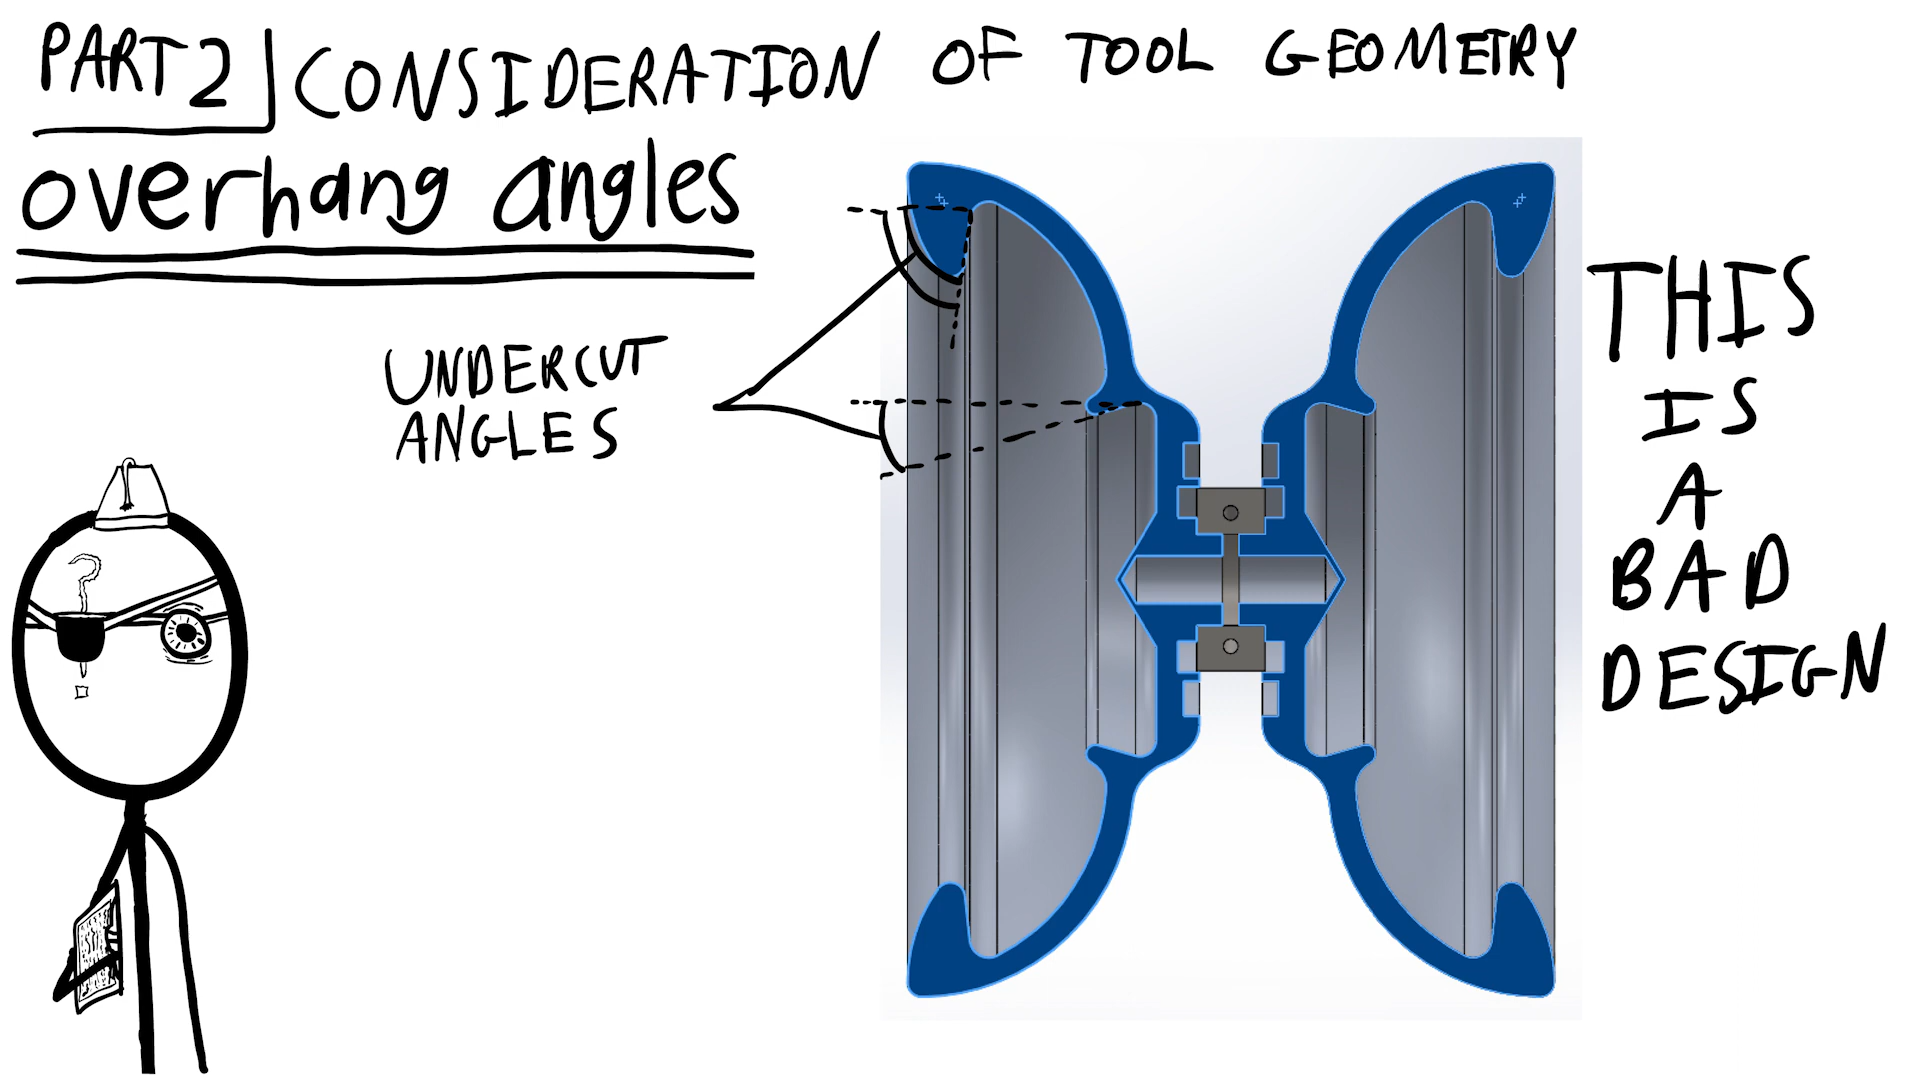 PART 2 CONSIDERATION OF TOOL GEOMETRY
overhang angles
UNDERCUT
ANGLES
THIS
IS
A
BAD
DESIGN
?